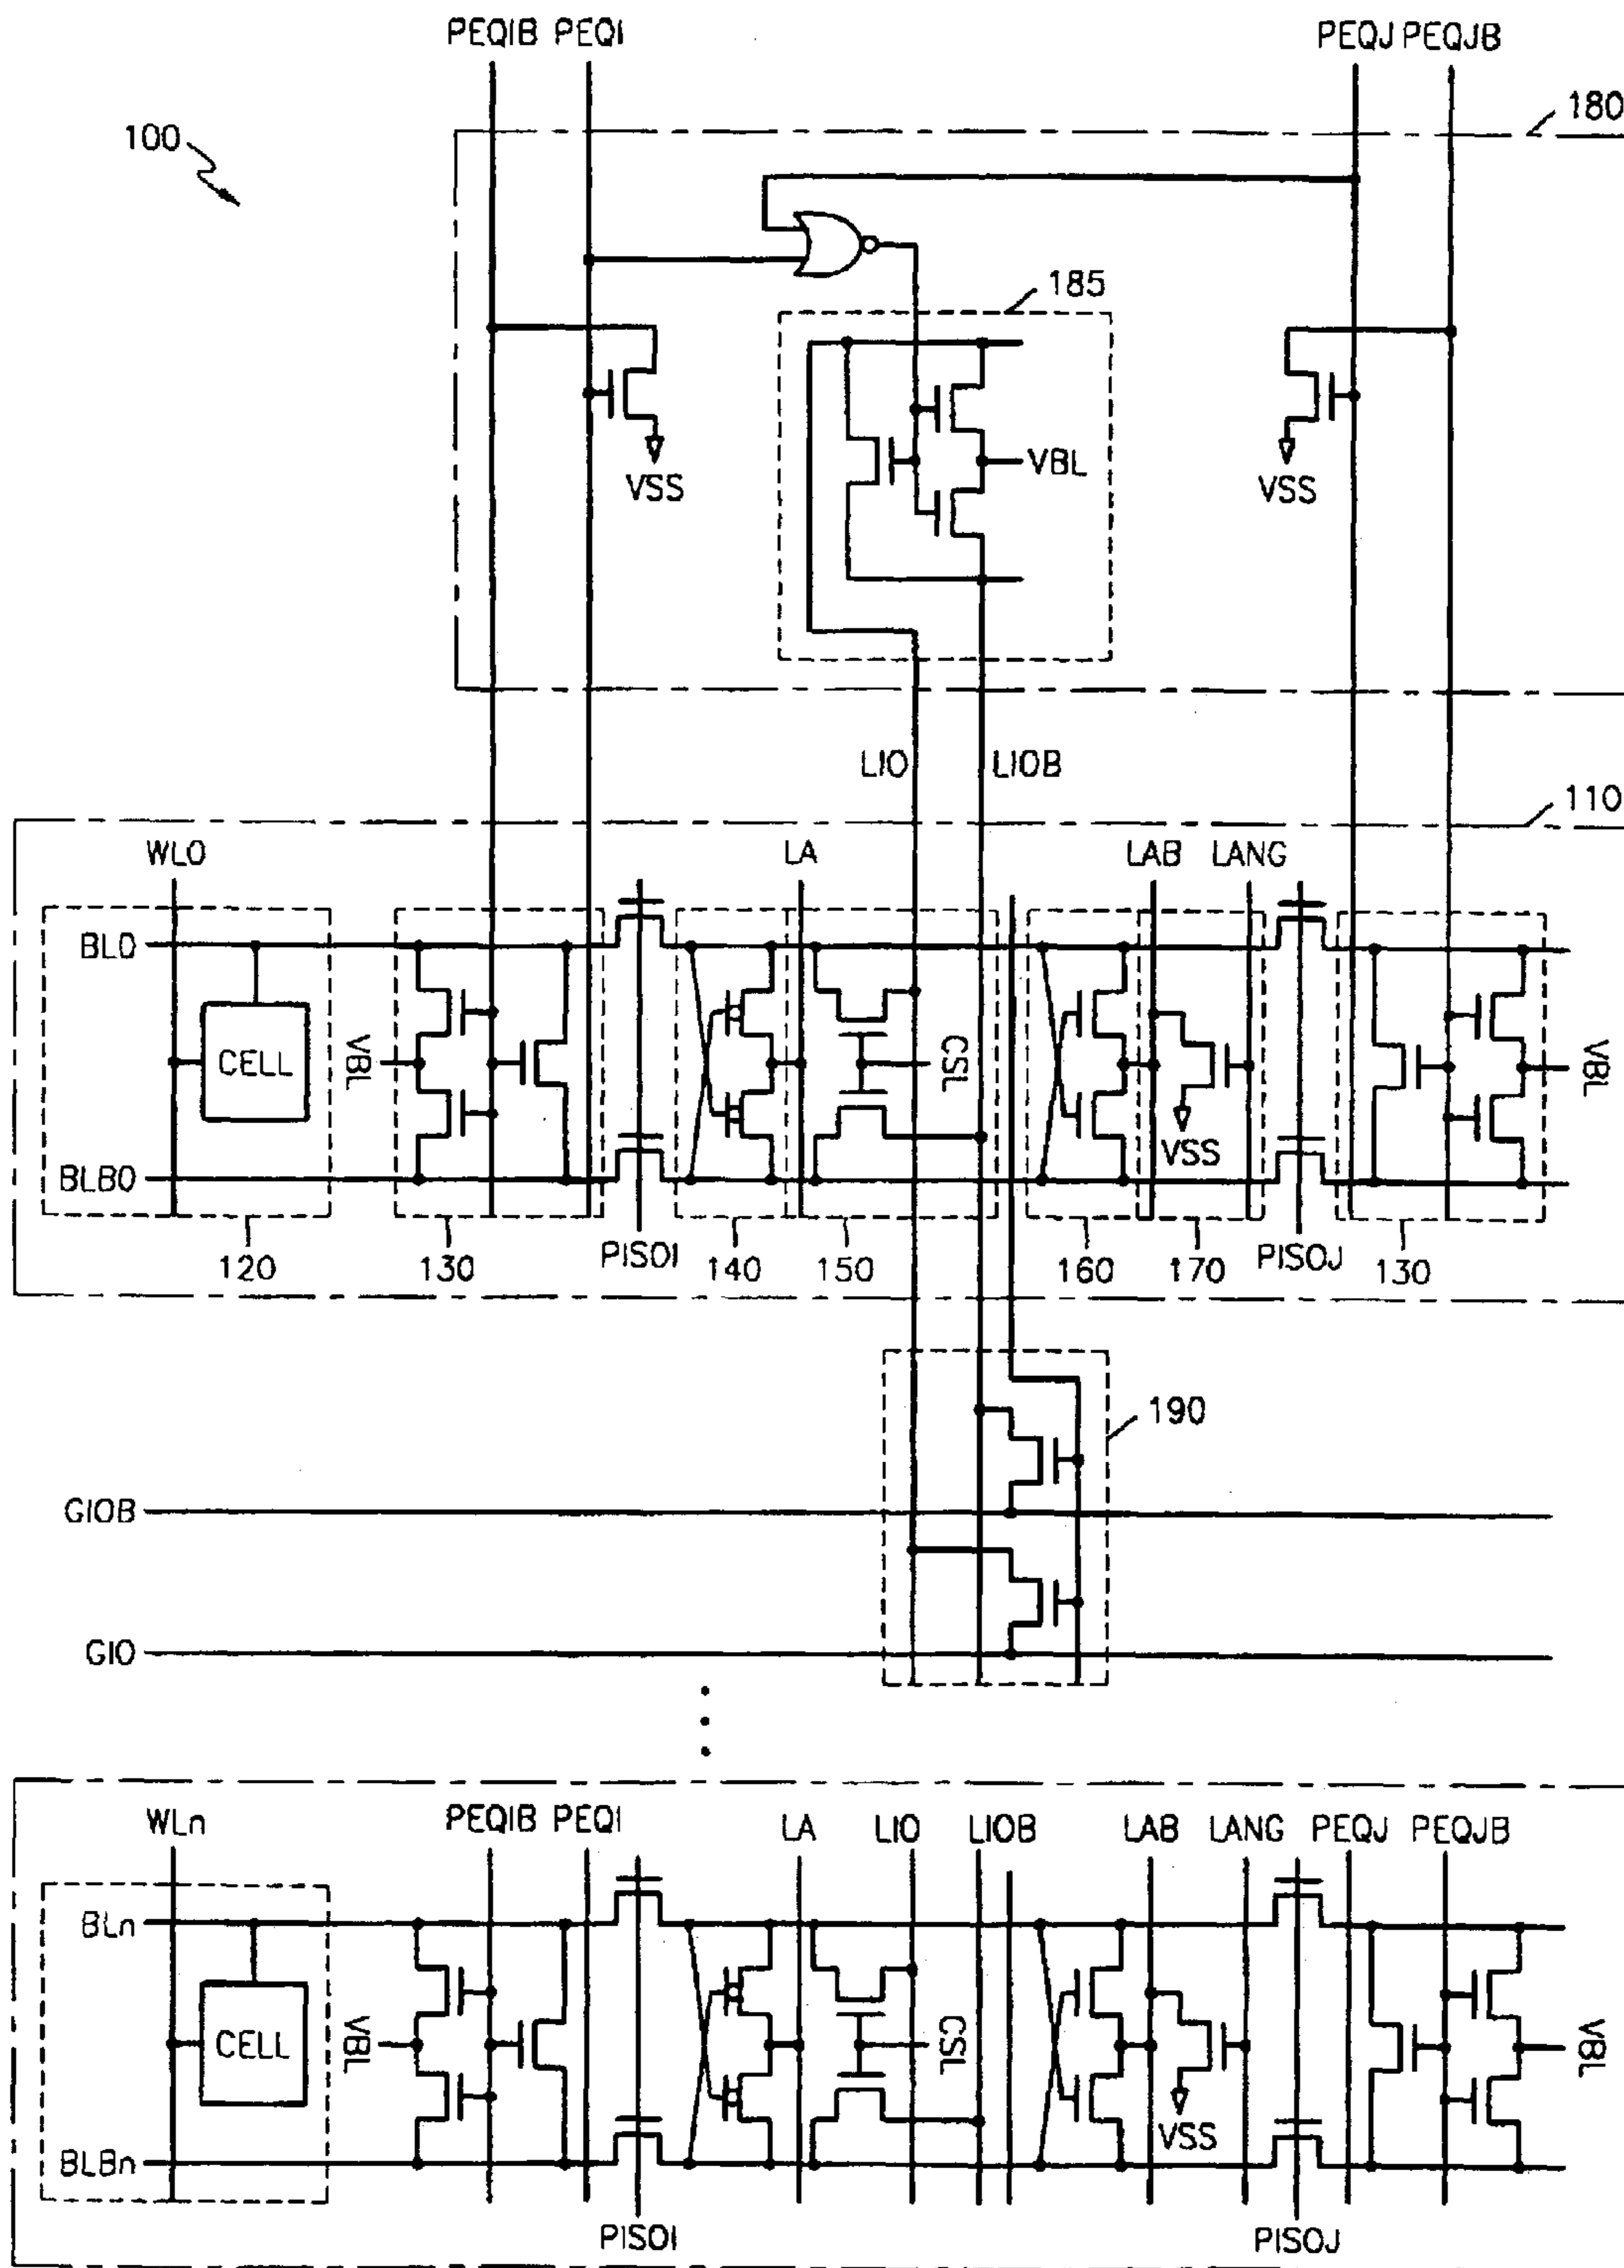 PEQIB PEQI PEQJ PEQJB
180
100
185
VBL
VSS
VSS
LIO LIOB
110
WL0 LA LAB LANG
BL0
CELL VBL CSL VBL
VSS
BLB0
120 130 PISOI 140 150 160 170 PISOJ 130
190
GIOB
GIO
WLn PEQIB PEQI LA LIO LIOB LAB LANG PEQJ PEQJB
BLn
CELL VBL CSL VBL
VSS
BLBn
PISOI PISOJ